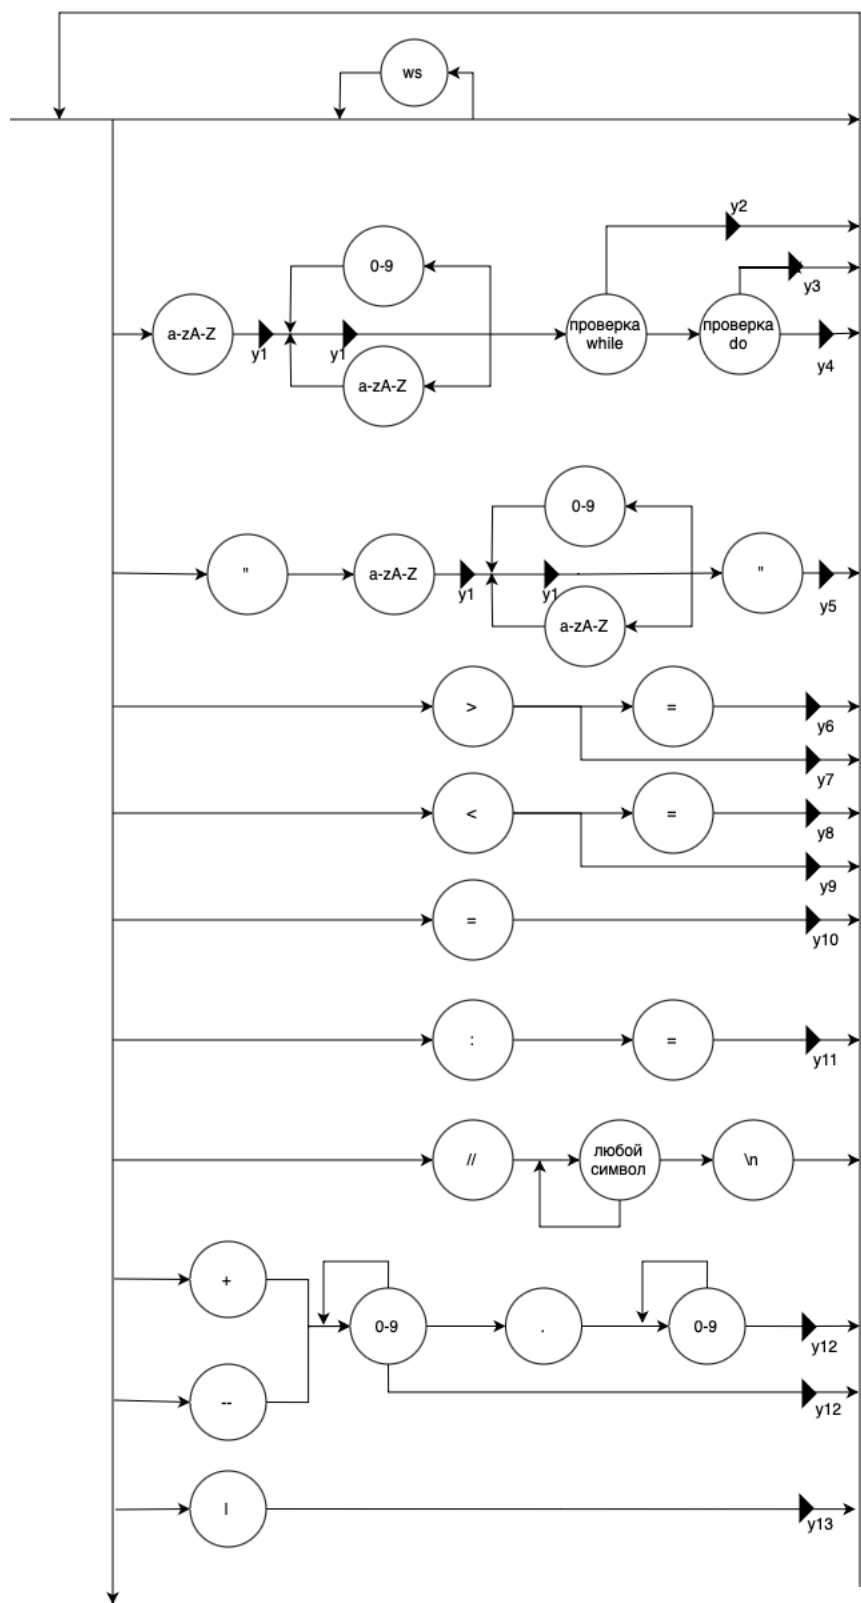 ws
y2
0-9
y3
a-zA-Z
y1
y1
проверка
while
проверка
do
y4
a-zA-Z
0-9
"
a-zA-Z
y1
y1
"
y5
a-zA-Z
>
=
y6
y7
<
=
y8
y9
=
y10
:
=
y11
//
любой
символ
\n
+
0-9
.
0-9
y12
--
y12
|
y13